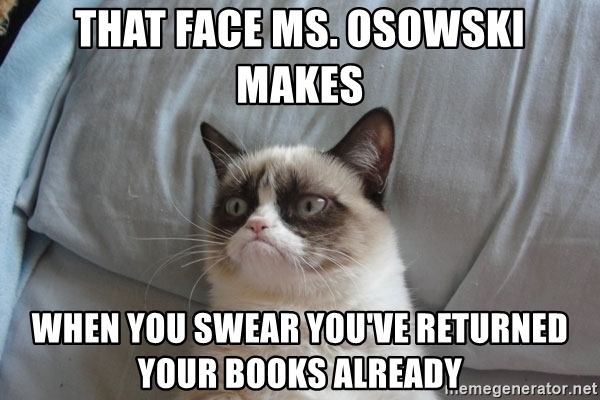 THAT FACE MS. OSOWSKI
MAKES
WHEN YOU SWEAR YOU'VE RETURNED
YOUR BOOKS ALREADY
memegenerator.net